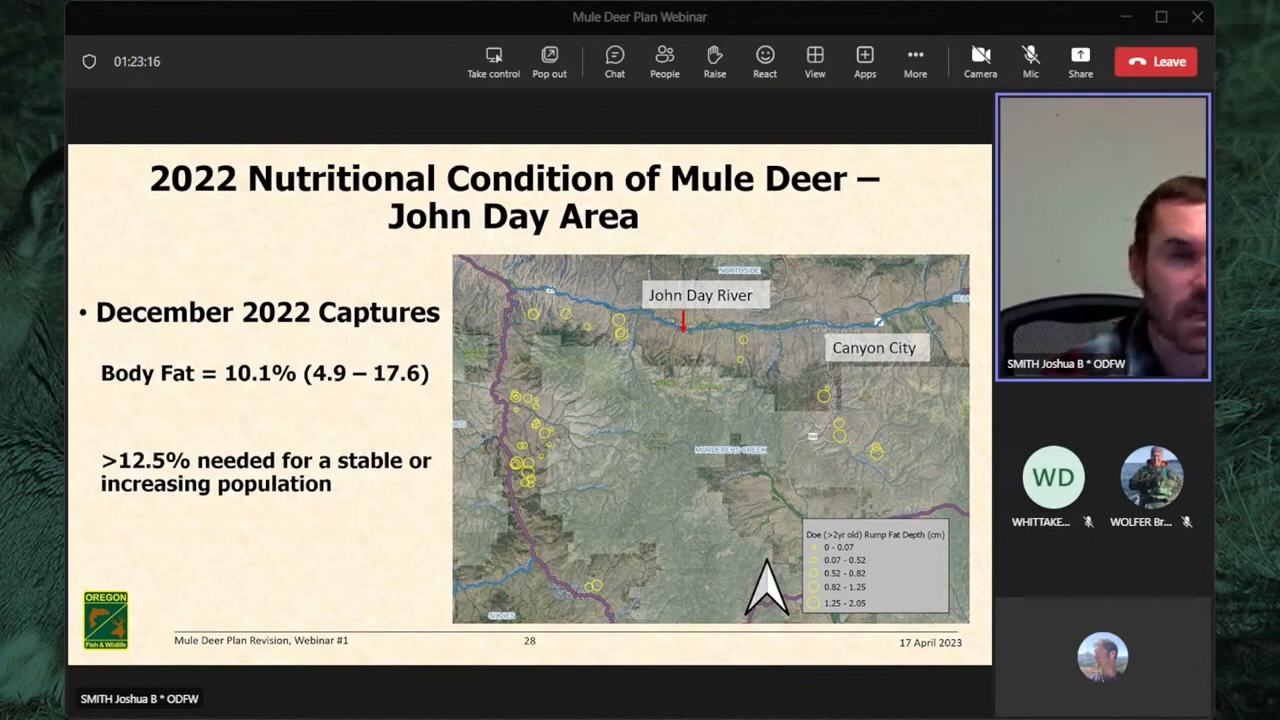 Mule Deer Plan Webinar
01:23:16
Take control
Pop out
Chat
People
Raise
React
View
Apps
More
Camera
Mic
Share
Leave
2022 Nutritional Condition of Mule Deer –
John Day Area
• December 2022 Captures
Body Fat = 10.1% (4.9 – 17.6)
>12.5% needed for a stable or
increasing population
NORTHSIDE
John Day River
Canyon City
MURDERERS CREEK
Doe (>2yr old) Rump Fat Depth (cm)
0 - 0.07
0.07 - 0.52
0.52 - 0.82
0.82 - 1.25
1.25 - 2.05
SILVIES
OREGON
Fish & Wildlife
Mule Deer Plan Revision, Webinar #1
28
17 April 2023
SMITH Joshua B * ODFW
WD
WHITTAKE...
WOLFER Br...
SMITH Joshua B * ODFW